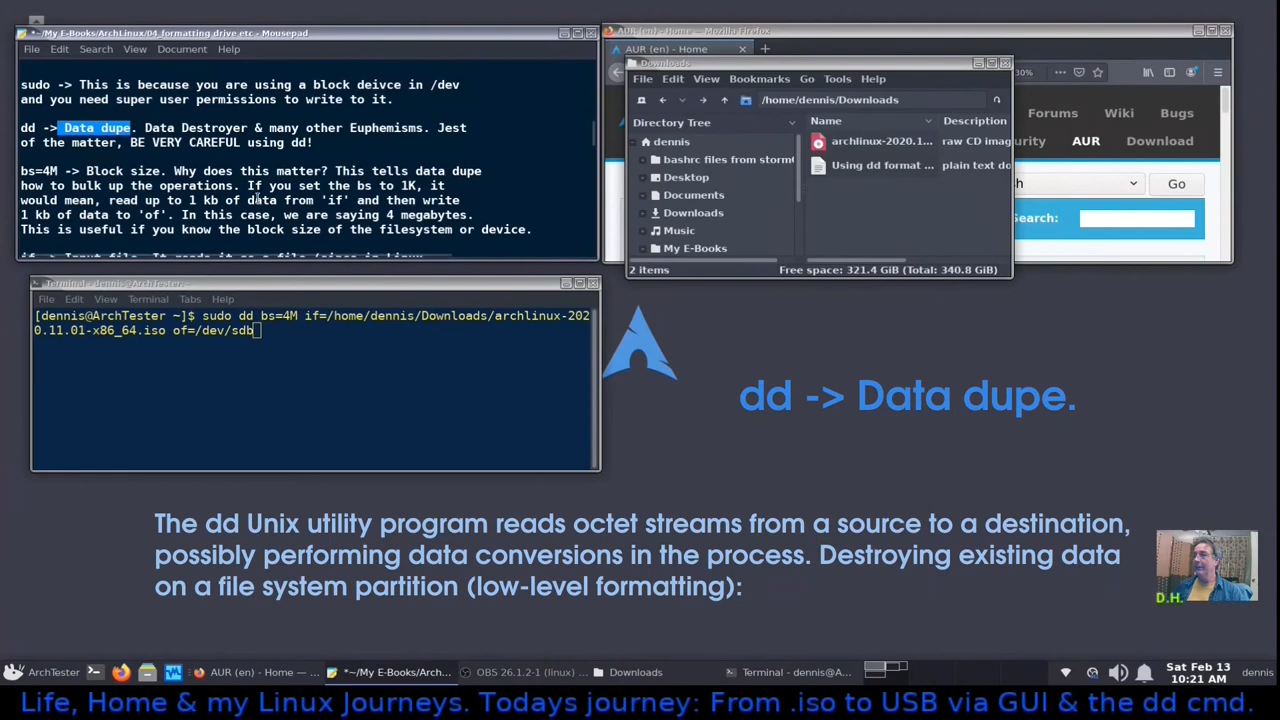 *~/My E-Books/ArchLinux/04_formatting drive etc - Mousepad
File Edit Search View Document Help
sudo -> This is because you are using a block deivce in /dev
and you need super user permissions to write to it.
dd -> Data dupe. Data Destroyer & many other Euphemisms. Jest
of the matter, BE VERY CAREFUL using dd!
bs=4M -> Block size. Why does this matter? This tells data dupe
how to bulk up the operations. If you set the bs to 1K, it
would mean, read up to 1 kb of data from 'if' and then write
1 kb of data to 'of'. In this case, we are saying 4 megabytes.
This is useful if you know the block size of the filesystem or device.
AUR (en) - Home — Mozilla Firefox
AUR (en) - Home
30%
Forums Wiki Bugs
AUR Download
Go
Search:
Downloads
File Edit View Bookmarks Go Tools Help
/home/dennis/Downloads
Directory Tree
Name Description
dennis
bashrc files from storm
Desktop
Documents
Downloads
Music
My E-Books
archlinux-2020.1... raw CD imag
Using dd format ... plain text do
2 items Free space: 321.4 GiB (Total: 340.8 GiB)
Terminal - dennis@ArchTester:~
File Edit View Terminal Tabs Help
[dennis@ArchTester ~]$ sudo dd bs=4M if=/home/dennis/Downloads/archlinux-202
0.11.01-x86_64.iso of=/dev/sdb
dd -> Data dupe.
The dd Unix utility program reads octet streams from a source to a destination,
possibly performing data conversions in the process. Destroying existing data
on a file system partition (low-level formatting):
D.H.
ArchTester AUR (en) - Home — ... *~/My E-Books/Arch... OBS 26.1.2-1 (linux) ... Downloads Terminal - dennis@A... Sat Feb 13 dennis
10:21 AM
Life, Home & my Linux Journeys. Todays journey: From .iso to USB via GUI & the dd cmd.